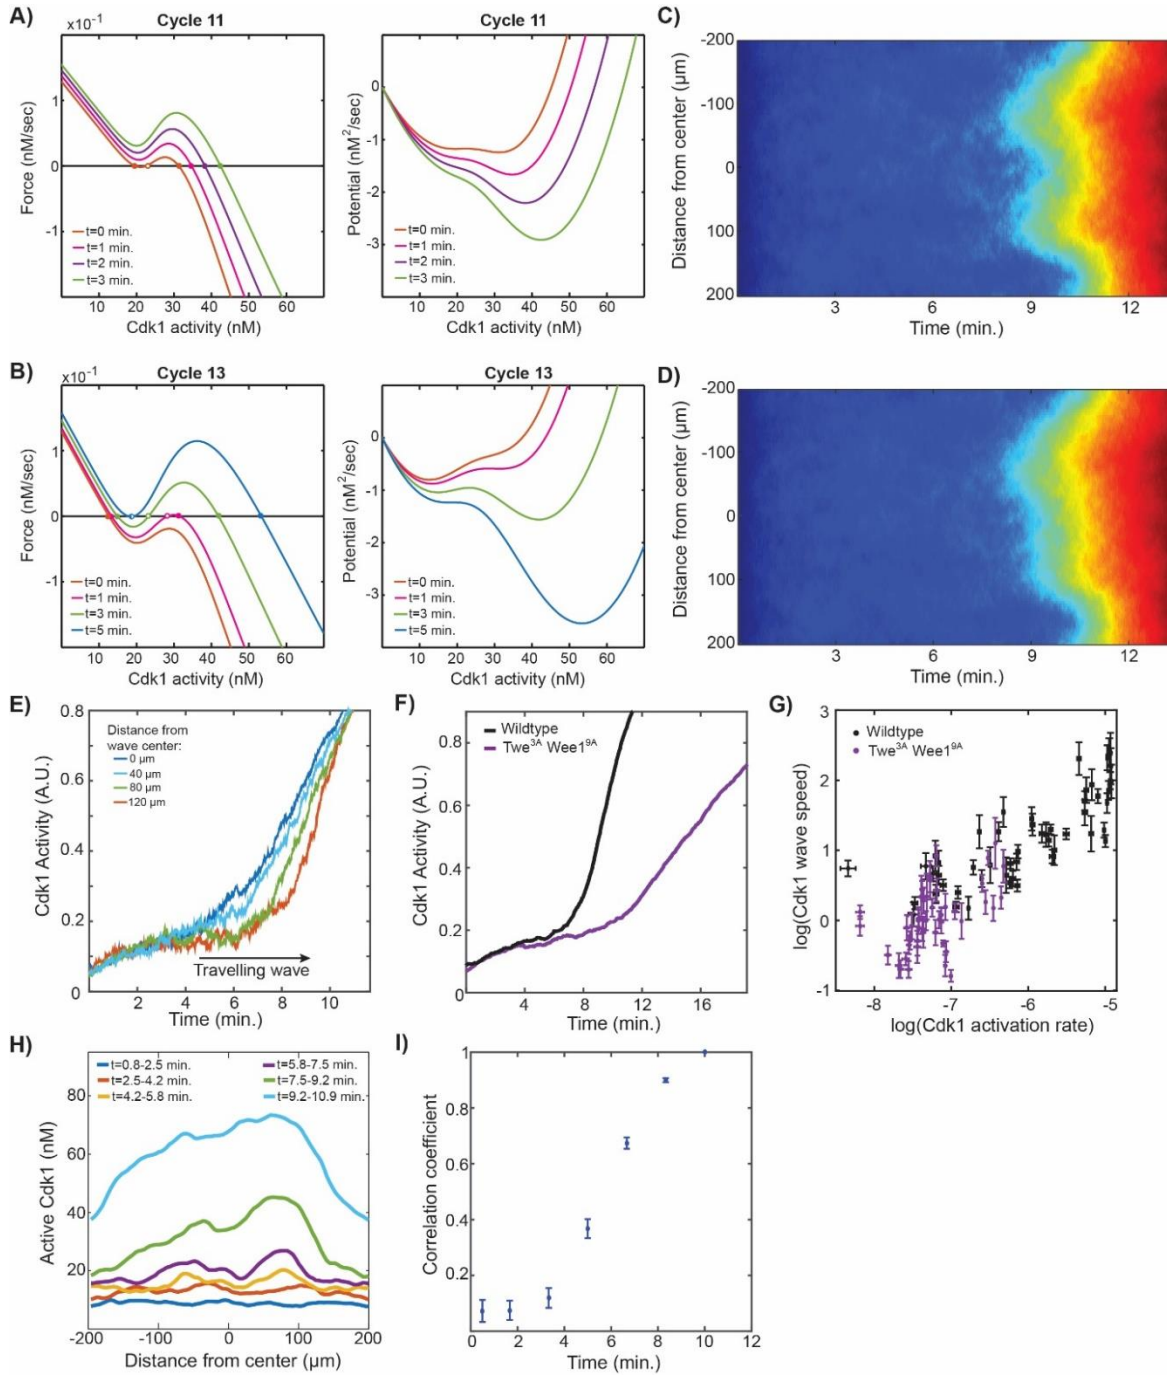 A)
Cycle 11
x10⁻¹
Force (nM/sec)
1
0
-1
t=0 min.
t=1 min.
t=2 min.
t=3 min.
10 20 30 40 50 60
Cdk1 activity (nM)
Cycle 11
Potential (nM²/sec)
0
-1
-2
-3
t=0 min.
t=1 min.
t=2 min.
t=3 min.
10 20 30 40 50 60
Cdk1 activity (nM)
C)
Distance from center (µm)
-200
-100
0
100
200
3 6 9 12
Time (min.)
B)
Cycle 13
x10⁻¹
Force (nM/sec)
1
0
-1
t=0 min.
t=1 min.
t=3 min.
t=5 min.
10 20 30 40 50 60
Cdk1 activity (nM)
Cycle 13
Potential (nM²/sec)
0
-1
-2
-3
t=0 min.
t=1 min.
t=3 min.
t=5 min.
10 20 30 40 50 60
Cdk1 activity (nM)
D)
Distance from center (µm)
-200
-100
0
100
200
3 6 9 12
Time (min.)
E)
Cdk1 Activity (A.U.)
0.8
0.6
0.4
0.2
0
Distance from
wave center:
0 µm
40 µm
80 µm
120 µm
Travelling wave
2 4 6 8 10
Time (min.)
F)
Cdk1 Activity (A.U.)
0.8
0.6
0.4
0.2
0
Wildtype
Twe³ᴬ Wee1⁹ᴬ
4 8 12 16
Time (min.)
G)
log(Cdk1 wave speed)
3
2
1
0
-1
Wildtype
Twe³ᴬ Wee1⁹ᴬ
-8 -7 -6 -5
log(Cdk1 activation rate)
H)
Active Cdk1 (nM)
80
60
40
20
t=0.8-2.5 min.
t=2.5-4.2 min.
t=4.2-5.8 min.
t=5.8-7.5 min.
t=7.5-9.2 min.
t=9.2-10.9 min.
-200 -100 0 100 200
Distance from center (µm)
I)
Correlation coefficient
1
0.8
0.6
0.4
0.2
0 2 4 6 8 10 12
Time (min.)